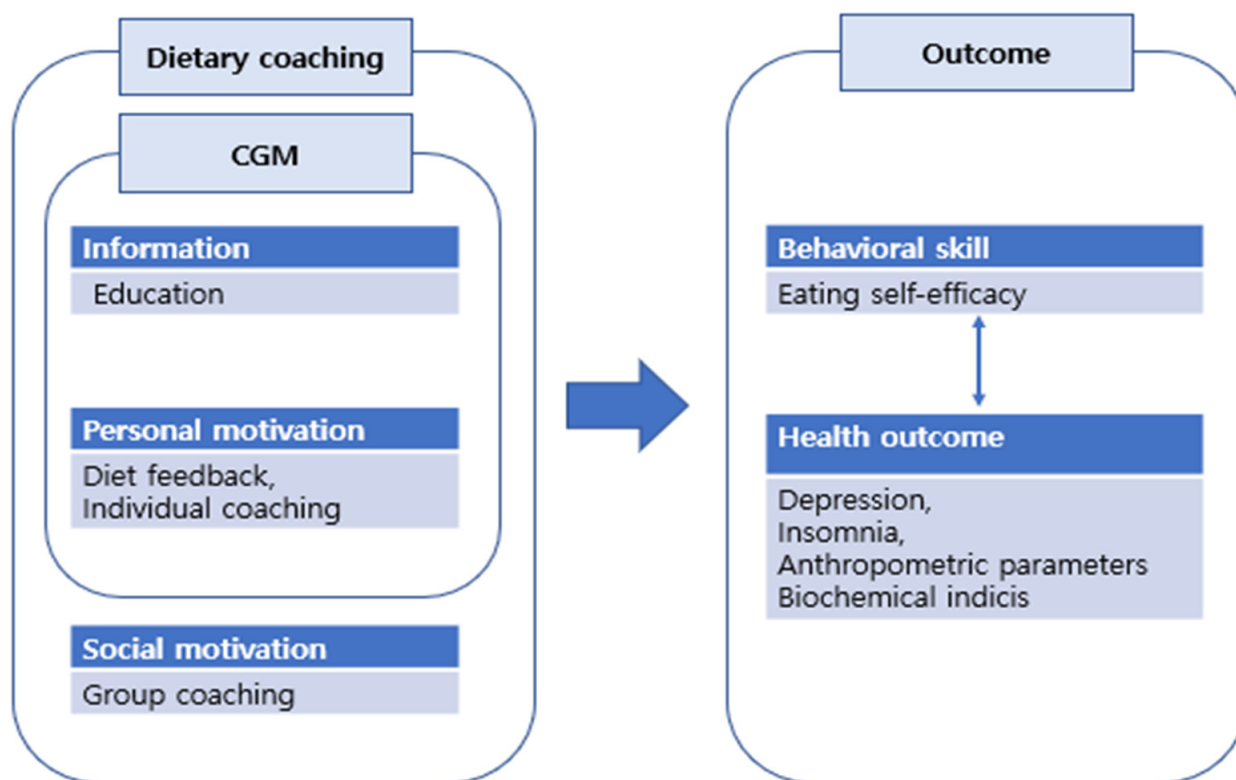 Dietary coaching
CGM
Information
Education
Personal motivation
Diet feedback,
Individual coaching
Social motivation
Group coaching
Outcome
Behavioral skill
Eating self-efficacy
Health outcome
Depression,
Insomnia,
Anthropometric parameters
Biochemical indicis